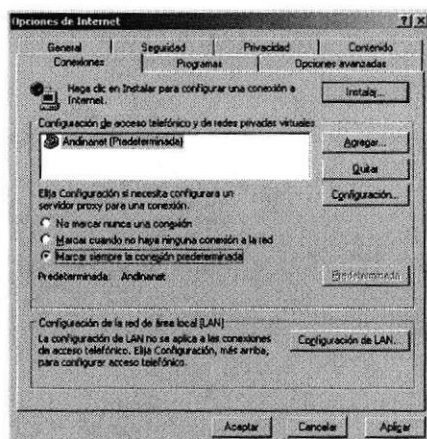 Opciones de Internet
General Seguridad Privacidad Contenido
Conexiones Programas Opciones avanzadas
Haga clic en Instalar para configurar una conexión a
Internet.
Instalar...
Configuración de acceso telefónico y de redes privadas virtuales
Andinanet (Predeterminada)
Agregar...
Quitar
Elija Configuración si necesita configurar un
servidor proxy para una conexión.
Configuración...
No marcar nunca una conexión
Marcar cuando no haya ninguna conexión a la red
Marcar siempre la conexión predeterminada
Predeterminada: Andinanet
Predeterminada
Configuración de la red de área local [LAN]
La configuración de LAN no se aplica a las conexiones
de acceso telefónico. Elija Configuración, más arriba,
para configurar acceso telefónico.
Configuración de LAN...
Aceptar Cancelar Aplicar